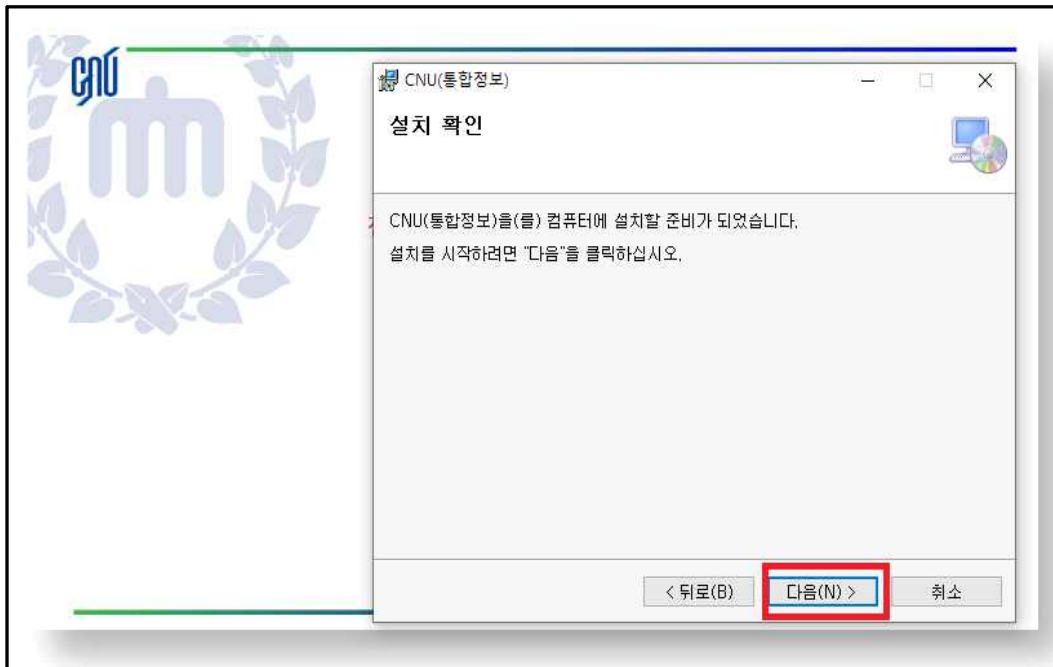 CNU
CNU(통합정보)
설치 확인
CNU(통합정보)을(를) 컴퓨터에 설치할 준비가 되었습니다.
설치를 시작하려면 "다음"을 클릭하십시오.
< 뒤로(B)
다음(N) >
취소